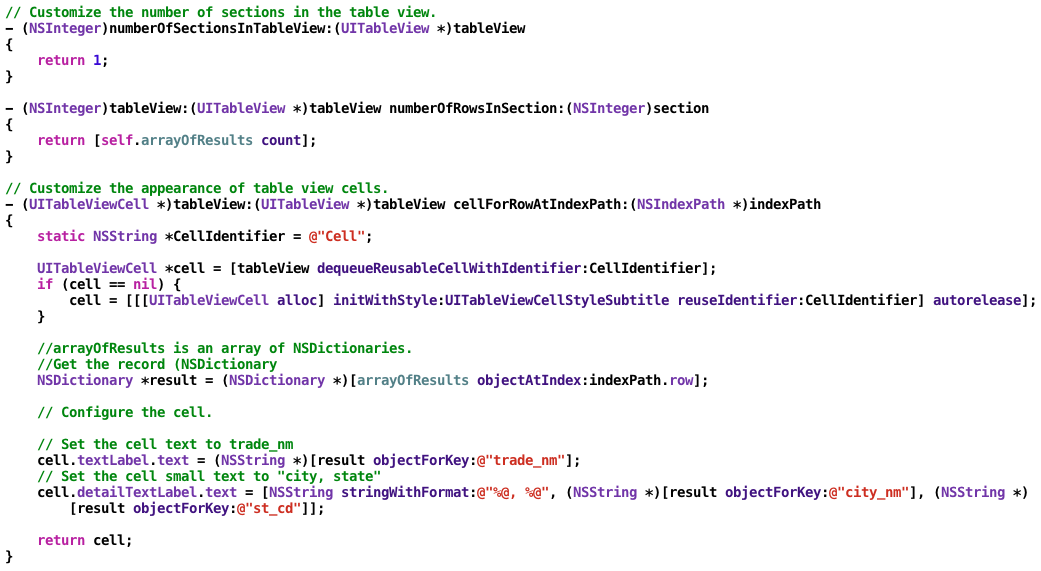 // Customize the number of sections in the table view.
- (NSInteger)numberOfSectionsInTableView:(UITableView *)tableView
{
    return 1;
}

- (NSInteger)tableView:(UITableView *)tableView numberOfRowsInSection:(NSInteger)section
{
    return [self.arrayOfResults count];
}

// Customize the appearance of table view cells.
- (UITableViewCell *)tableView:(UITableView *)tableView cellForRowAtIndexPath:(NSIndexPath *)indexPath
{
    static NSString *CellIdentifier = @"Cell";

    UITableViewCell *cell = [tableView dequeueReusableCellWithIdentifier:CellIdentifier];
    if (cell == nil) {
        cell = [[[UITableViewCell alloc] initWithStyle:UITableViewCellStyleSubtitle reuseIdentifier:CellIdentifier] autorelease];
    }

    //arrayOfResults is an array of NSDictionaries.
    //Get the record (NSDictionary
    NSDictionary *result = (NSDictionary *)[arrayOfResults objectAtIndex:indexPath.row];

    // Configure the cell.

    // Set the cell text to trade_nm
    cell.textLabel.text = (NSString *)[result objectForKey:@"trade_nm"];
    // Set the cell small text to "city, state"
    cell.detailTextLabel.text = [NSString stringWithFormat:@"%@, %@", (NSString *)[result objectForKey:@"city_nm"], (NSString *)
        [result objectForKey:@"st_cd"]];

    return cell;
}